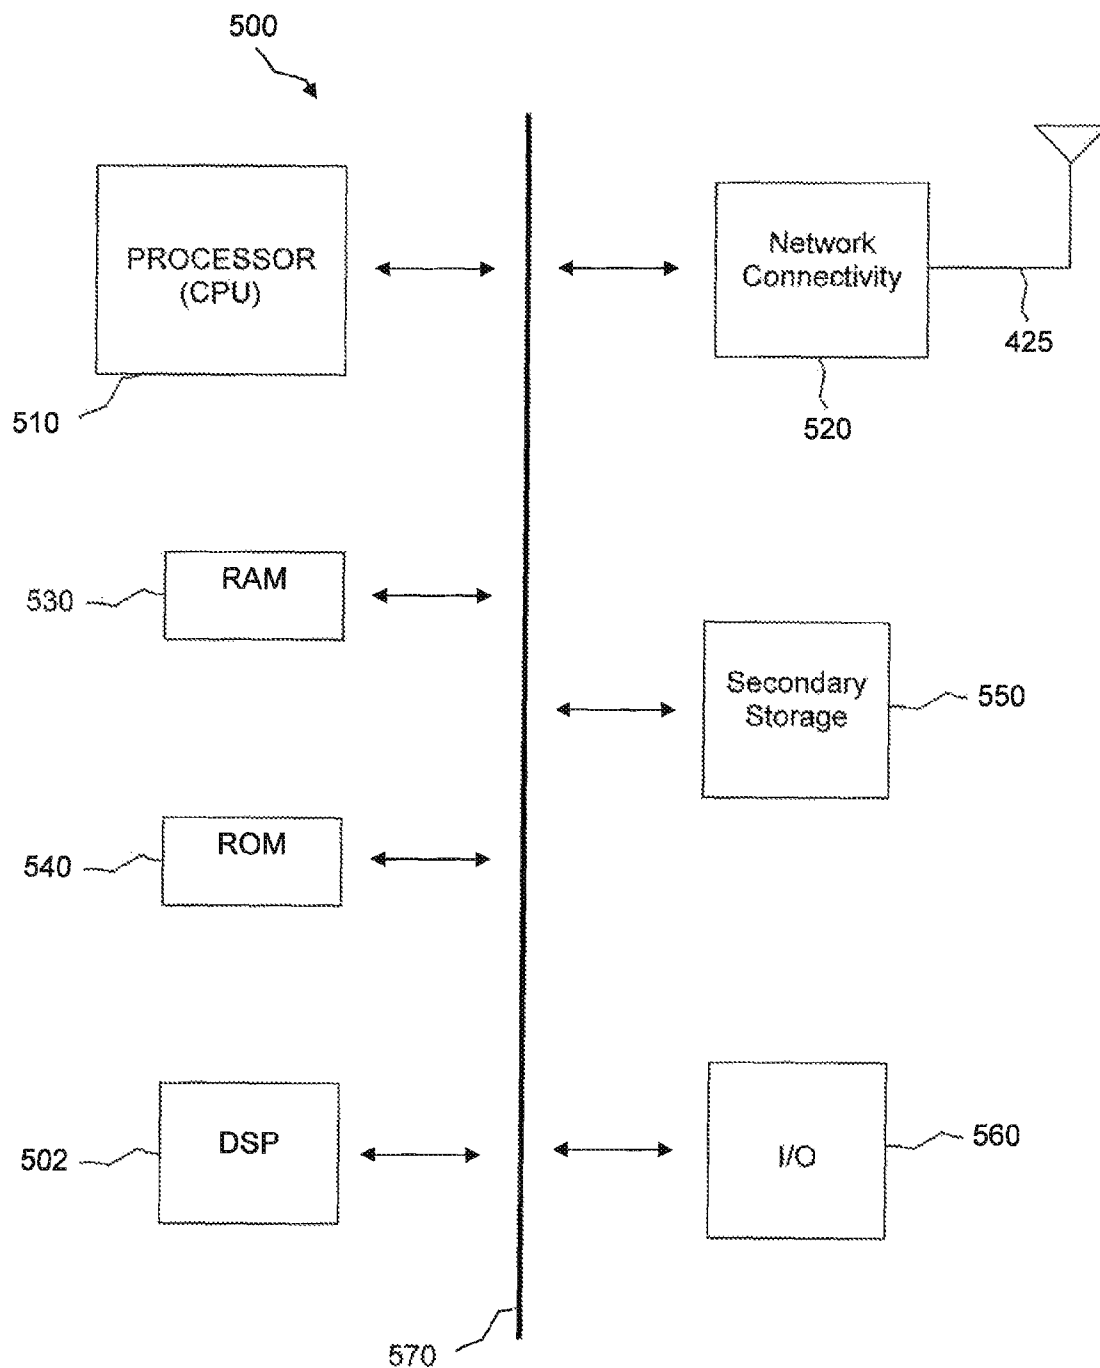 500
PROCESSOR
(CPU)
510
Network
Connectivity
425
520
RAM
530
Secondary
Storage
550
ROM
540
DSP
502
I/O
560
570